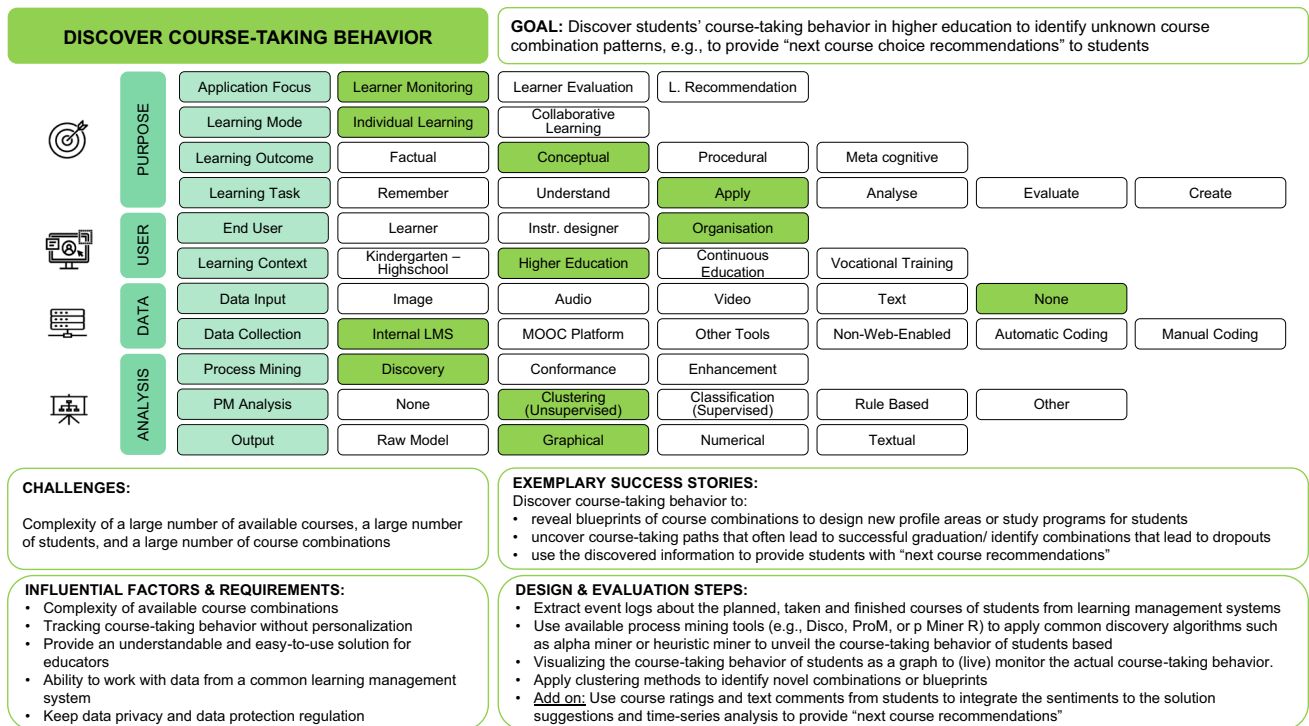 DISCOVER COURSE-TAKING BEHAVIOR
GOAL: Discover students’ course-taking behavior in higher education to identify unknown course
combination patterns, e.g., to provide “next course choice recommendations” to students
PURPOSE
Application Focus
Learner Monitoring
Learner Evaluation
L. Recommendation
Learning Mode
Individual Learning
Collaborative
Learning
Learning Outcome
Factual
Conceptual
Procedural
Meta cognitive
Learning Task
Remember
Understand
Apply
Analyse
Evaluate
Create
USER
End User
Learner
Instr. designer
Organisation
Learning Context
Kindergarten –
Highschool
Higher Education
Continuous
Education
Vocational Training
DATA
Data Input
Image
Audio
Video
Text
None
Data Collection
Internal LMS
MOOC Platform
Other Tools
Non-Web-Enabled
Automatic Coding
Manual Coding
ANALYSIS
Process Mining
Discovery
Conformance
Enhancement
PM Analysis
None
Clustering
(Unsupervised)
Classification
(Supervised)
Rule Based
Other
Output
Raw Model
Graphical
Numerical
Textual
CHALLENGES:
Complexity of a large number of available courses, a large number
of students, and a large number of course combinations
EXEMPLARY SUCCESS STORIES:
Discover course-taking behavior to:
• reveal blueprints of course combinations to design new profile areas or study programs for students
• uncover course-taking paths that often lead to successful graduation/ identify combinations that lead to dropouts
• use the discovered information to provide students with “next course recommendations”
INFLUENTIAL FACTORS & REQUIREMENTS:
• Complexity of available course combinations
• Tracking course-taking behavior without personalization
• Provide an understandable and easy-to-use solution for
educators
• Ability to work with data from a common learning management
system
• Keep data privacy and data protection regulation
DESIGN & EVALUATION STEPS:
• Extract event logs about the planned, taken and finished courses of students from learning management systems
• Use available process mining tools (e.g., Disco, ProM, or p Miner R) to apply common discovery algorithms such
as alpha miner or heuristic miner to unveil the course-taking behavior of students based
• Visualizing the course-taking behavior of students as a graph to (live) monitor the actual course-taking behavior.
• Apply clustering methods to identify novel combinations or blueprints
• Add on: Use course ratings and text comments from students to integrate the sentiments to the solution
suggestions and time-series analysis to provide “next course recommendations”